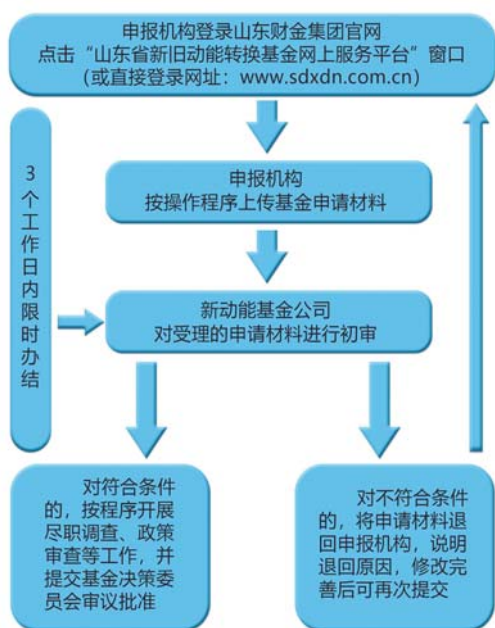 申报机构登录山东财金集团官网
点击“山东省新旧动能转换基金网上服务平台”窗口
（或直接登录网址：www.sdxdn.com.cn）
3个工作日内限时办结
申报机构
按操作程序上传基金申请材料
新动能基金公司
对受理的申请材料进行初审
对符合条件
的，按程序开展
尽职调查、政策
审查等工作，并
提交基金决策委
员会审议批准
对不符合条件
的，将申请材料退
回申报机构，说明
退回原因，修改完
善后可再次提交